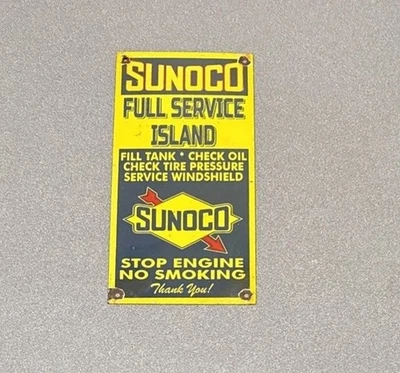 SUNOCO
FULL SERVICE
ISLAND
FILL TANK * CHECK OIL
CHECK TIRE PRESSURE
SERVICE WINDSHIELD
SUNOCO
STOP ENGINE
NO SMOKING
Thank You!